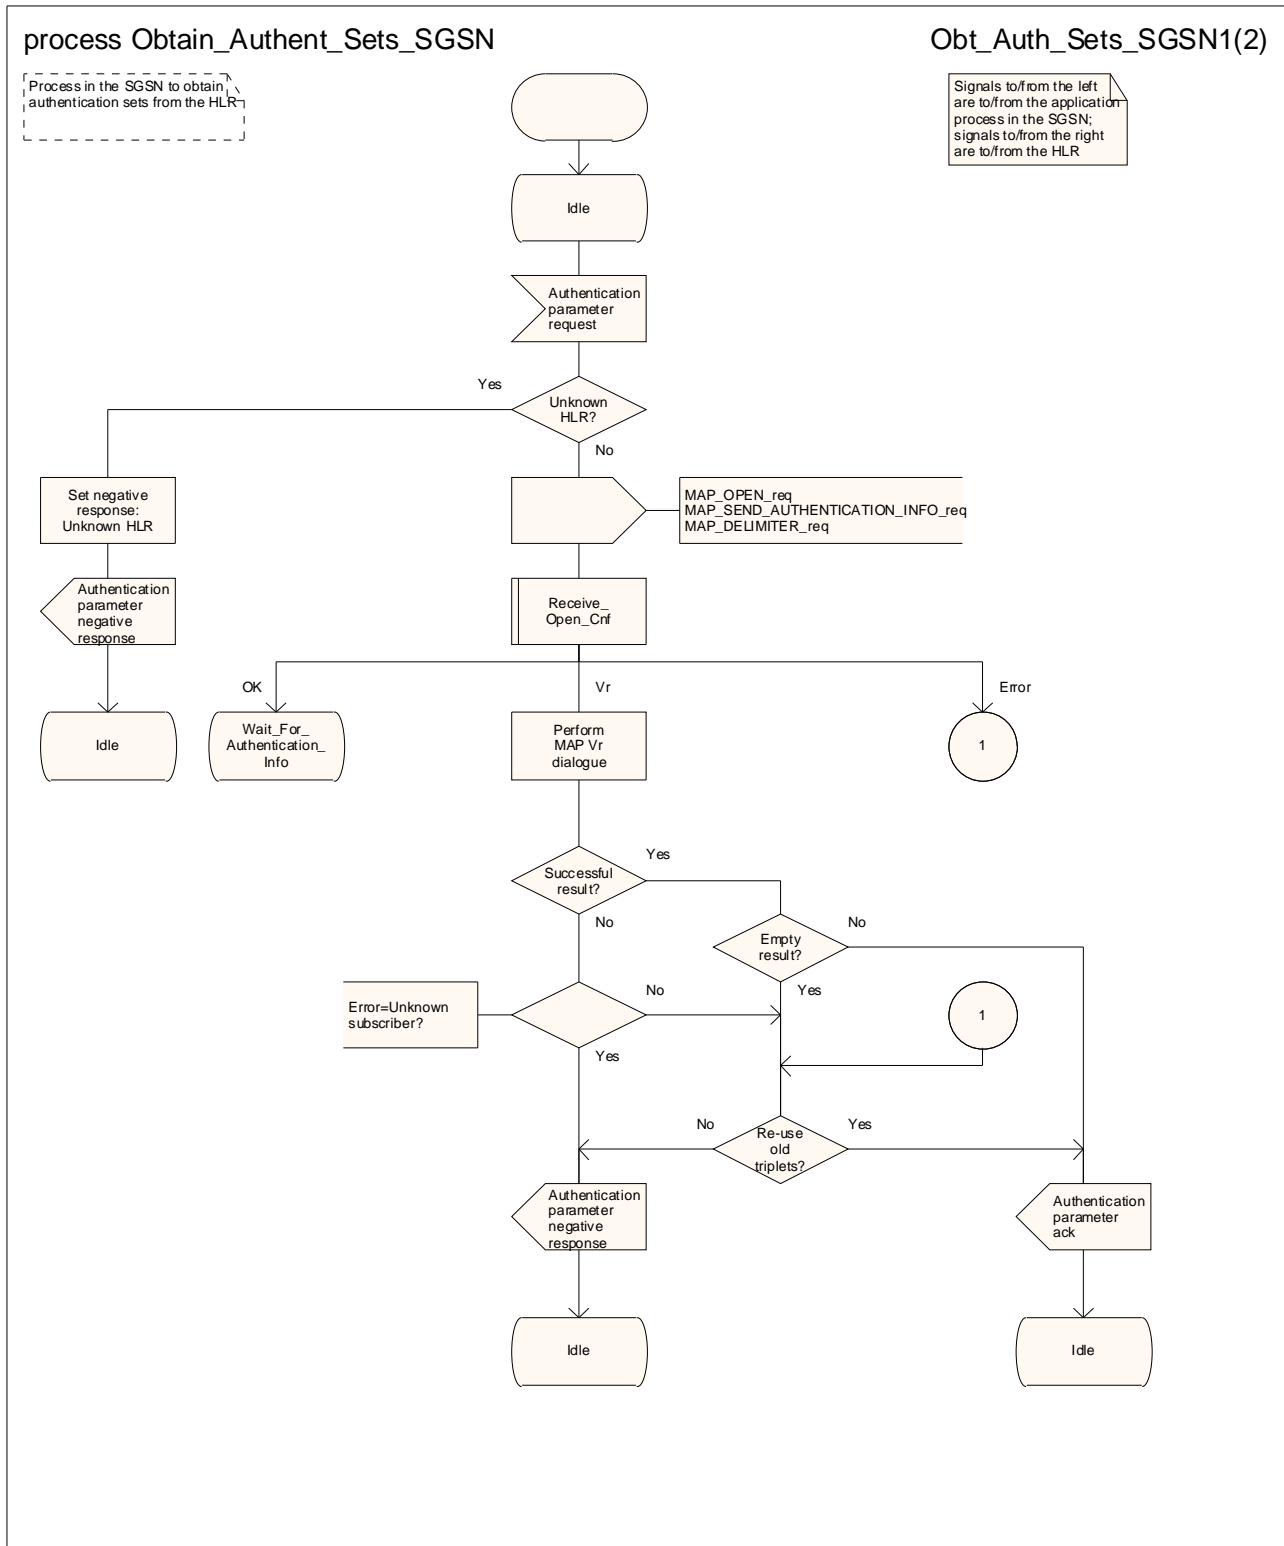 process Obtain_Authent_Sets_SGSN
Obt_Auth_Sets_SGSN1(2)
Process in the SGSN to obtain
authentication sets from the HLR
Signals to/from the left
are to/from the application
process in the SGSN;
signals to/from the right
are to/from the HLR
Idle
Authentication
parameter
request
Yes
Unknown
HLR?
No
Set negative
response:
Unknown HLR
MAP_OPEN_req
MAP_SEND_AUTHENTICATION_INFO_req
MAP_DELIMITER_req
Authentication
parameter
negative
response
Receive_
Open_Cnf
OK
Vr
Error
Idle
Wait_For_
Authentication_
Info
Perform
MAP Vr
dialogue
1
Successful
result?
Yes
No
Empty
result?
No
Yes
Error=Unknown
subscriber?
No
Yes
1
No
Re-use
old
triplets?
Yes
Authentication
parameter
negative
response
Authentication
parameter
ack
Idle
Idle